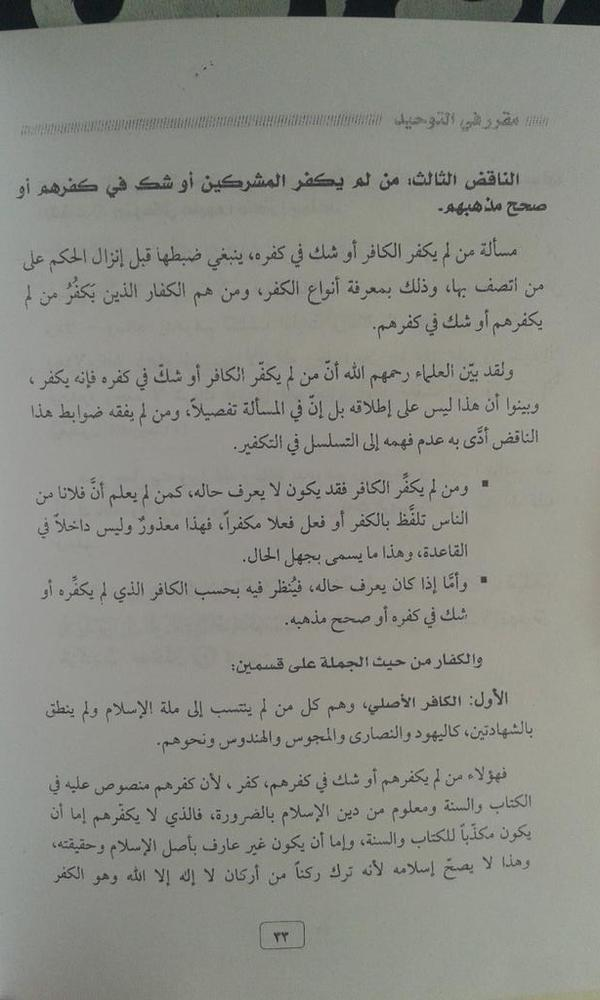 مقرر في التوحيد
الناقض الثالث: من لم يكفر المشركين أو شك في كفرهم أو
صحح مذهبهم.
مسألة من لم يكفر الكافر أو شك في كفره، ينبغي ضبطها قبل إنزال الحكم على
من اتصف بها، وذلك بمعرفة أنواع الكفر، ومن هم الكفار الذين يَكفُرُ من لم
يكفرهم أو شك في كفرهم.
ولقد بيّن العلماء رحمهم الله أنّ من لم يكفّر الكافر أو شكّ في كفره فإنه يكفر ،
وبينوا أن هذا ليس على إطلاقه بل إنّ في المسألة تفصيلاً، ومن لم يفقه ضوابط هذا
الناقض أدَّى به عدم فهمه إلى التسلسل في التكفير.
▪ ومن لم يكفِّر الكافر فقد يكون لا يعرف حاله، كمن لم يعلم أنَّ فلانا من
الناس تلفَّظ بالكفر أو فعل فعلا مكفراً، فهذا معذورٌ وليس داخلاً في
القاعدة، وهذا ما يسمى بجهل الحال.
▪ وأمَّا إذا كان يعرف حاله، فيُنظر فيه بحسب الكافر الذي لم يكفِّره أو
شك في كفره أو صحح مذهبه.
والكفار من حيث الجملة على قسمين:
الأول: الكافر الأصلي، وهم كل من لم ينتسب إلى ملة الإسلام ولم ينطق
بالشهادتين، كاليهود والنصارى والمجوس والهندوس ونحوهم.
فهؤلاء من لم يكفرهم أو شك في كفرهم، كفر ، لأن كفرهم منصوص عليه في
الكتاب والسنة ومعلوم من دين الإسلام بالضرورة، فالذي لا يكفّرهم إما أن
يكون مكذّباً للكتاب والسنة، وإما أن يكون غير عارف بأصل الإسلام وحقيقته،
وهذا لا يصحّ إسلامه لأنه ترك ركناً من أركان لا إله إلا الله وهو الكفر
٣٣